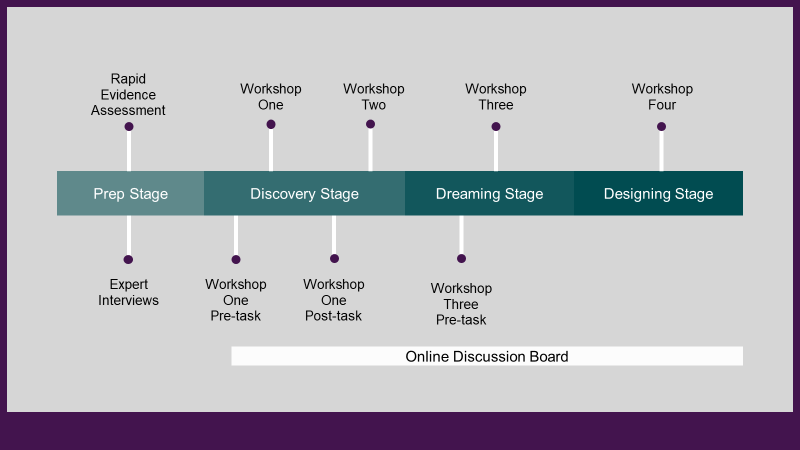 Rapid
Evidence
Assessment
Workshop
One
Workshop
Two
Workshop
Three
Workshop
Four
Prep Stage
Discovery Stage
Dreaming Stage
Designing Stage
Expert
Interviews
Workshop
One
Pre-task
Workshop
One
Post-task
Workshop
Three
Pre-task
Online Discussion Board